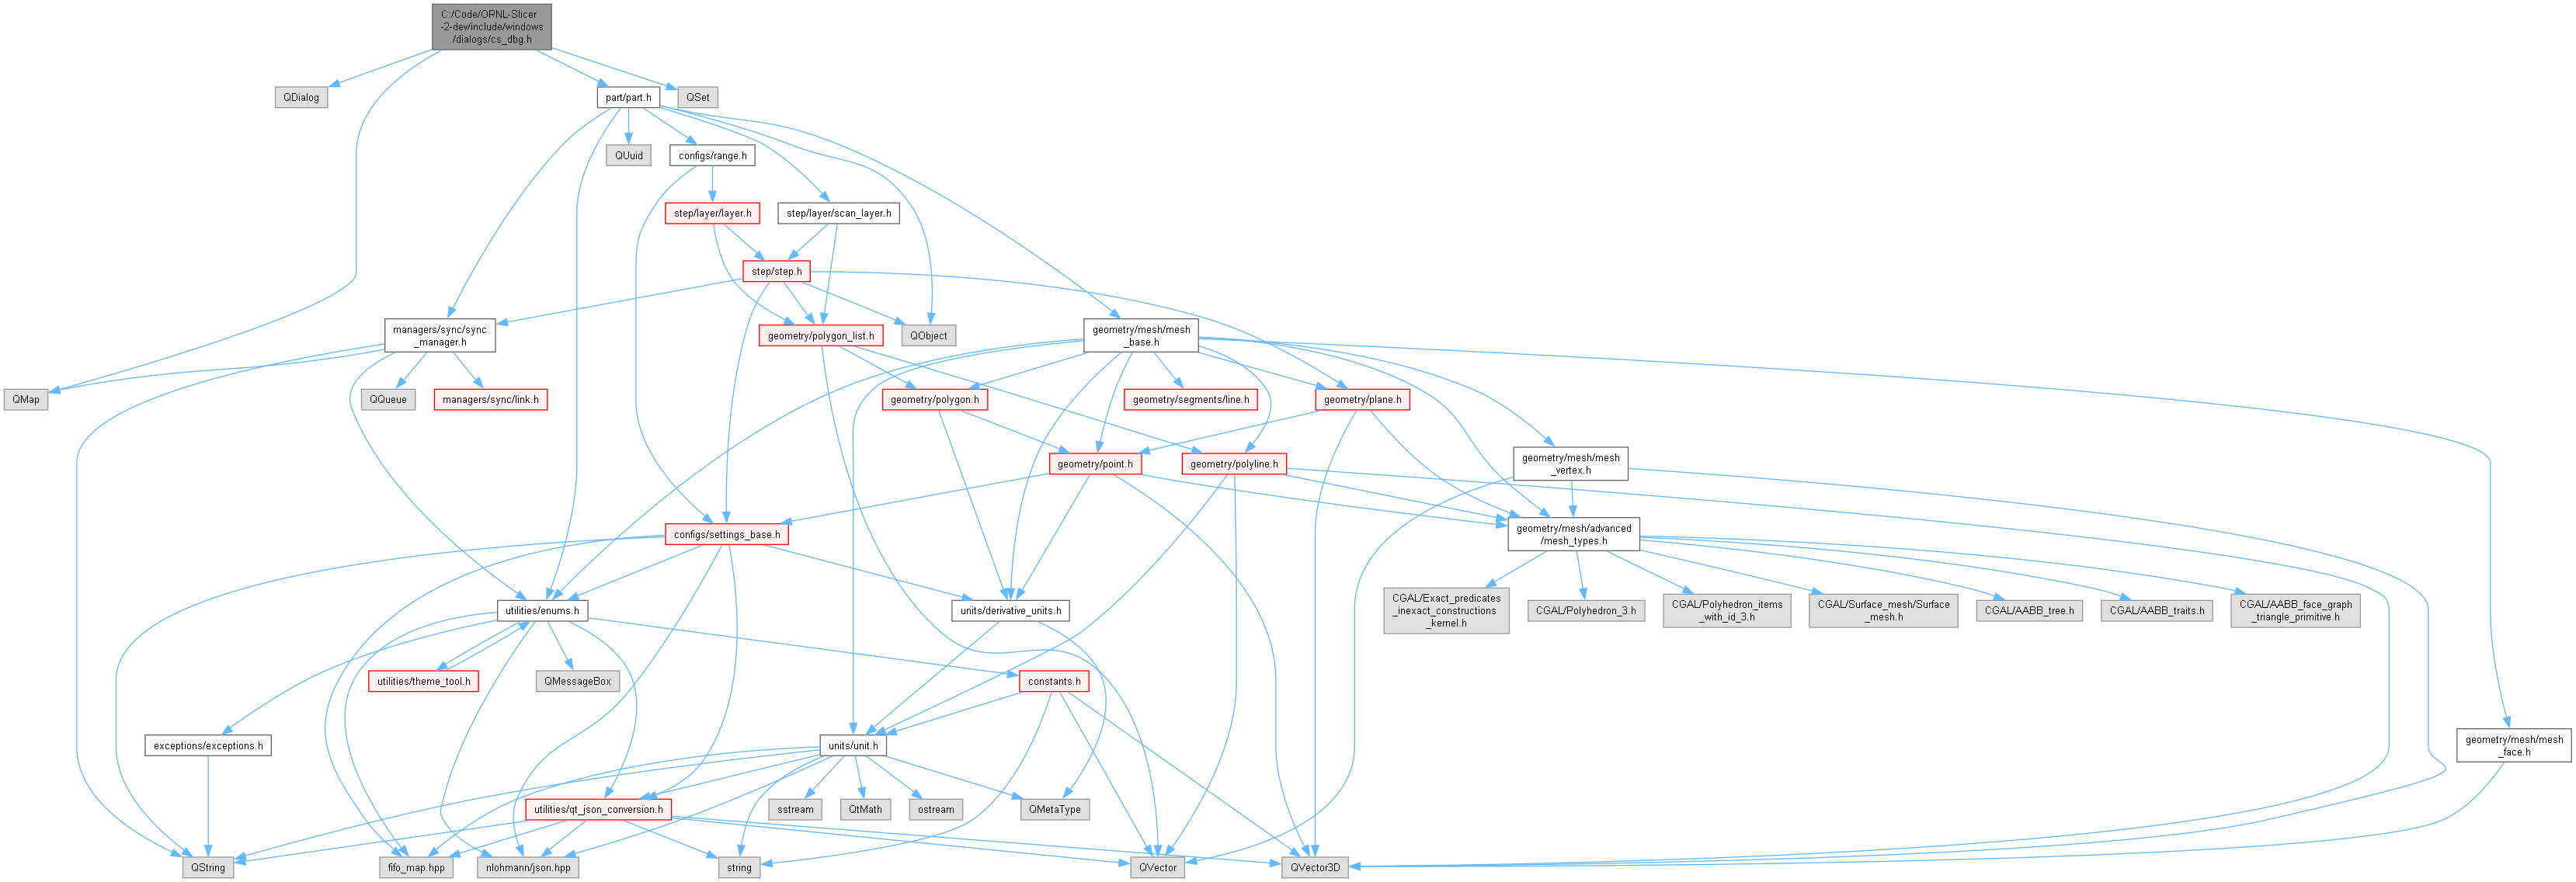 C:/Code/ORNL-Slicer
-2-dev/include/windows
/dialogs/cs_dbg.h
QDialog
part/part.h
QSet
QUuid
configs/range.h
step/layer/layer.h
step/layer/scan_layer.h
step/step.h
managers/sync/sync
_manager.h
geometry/polygon_list.h
QObject
geometry/mesh/mesh
_base.h
QMap
QQueue
managers/sync/link.h
geometry/polygon.h
geometry/segments/line.h
geometry/plane.h
geometry/point.h
geometry/polyline.h
geometry/mesh/mesh
_vertex.h
configs/settings_base.h
geometry/mesh/advanced
/mesh_types.h
utilities/enums.h
units/derivative_units.h
CGAL/Exact_predicates
_inexact_constructions
_kernel.h
CGAL/Polyhedron_3.h
CGAL/Polyhedron_items
_with_id_3.h
CGAL/Surface_mesh/Surface
_mesh.h
CGAL/AABB_tree.h
CGAL/AABB_traits.h
CGAL/AABB_face_graph
_triangle_primitive.h
utilities/theme_tool.h
QMessageBox
constants.h
exceptions/exceptions.h
units/unit.h
geometry/mesh/mesh
_face.h
utilities/qt_json_conversion.h
sstream
QtMath
ostream
QMetaType
QString
fifo_map.hpp
nlohmann/json.hpp
string
QVector
QVector3D